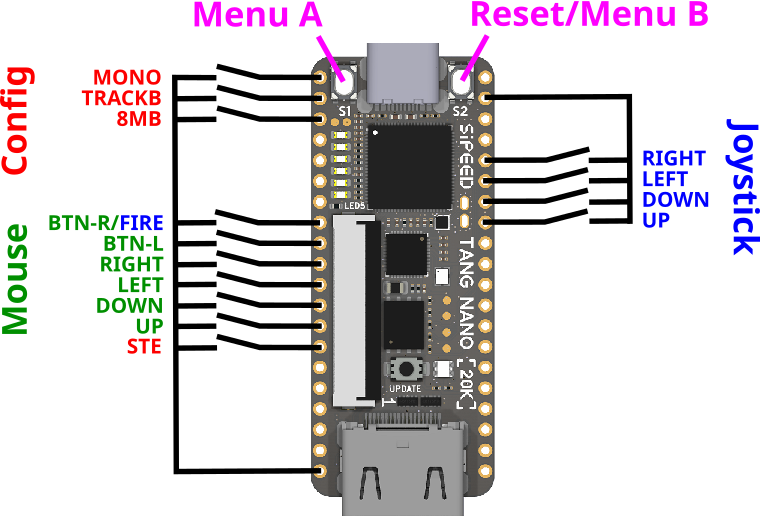 Menu A
Reset/Menu B
Config
MONO
TRACKB
8MB
S1
S2
SiPEED
LED5
RIGHT
LEFT
DOWN
UP
Joystick
Mouse
BTN-R/FIRE
BTN-L
RIGHT
LEFT
DOWN
UP
STE
TANG NANO
20K
UPDATE
1